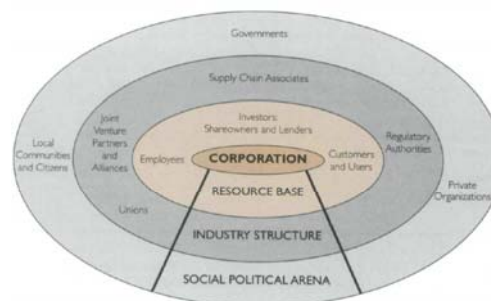 Governments
Supply Chain Associates
Joint
Venture
Partners
and
Alliances
Investors:
Shareowners and Lenders
Regulatory
Authorities
Local
Communities
and Citizens
Employees
CORPORATION
Customers
and Users
Private
Organizations
RESOURCE BASE
Unions
INDUSTRY STRUCTURE
SOCIAL POLITICAL ARENA